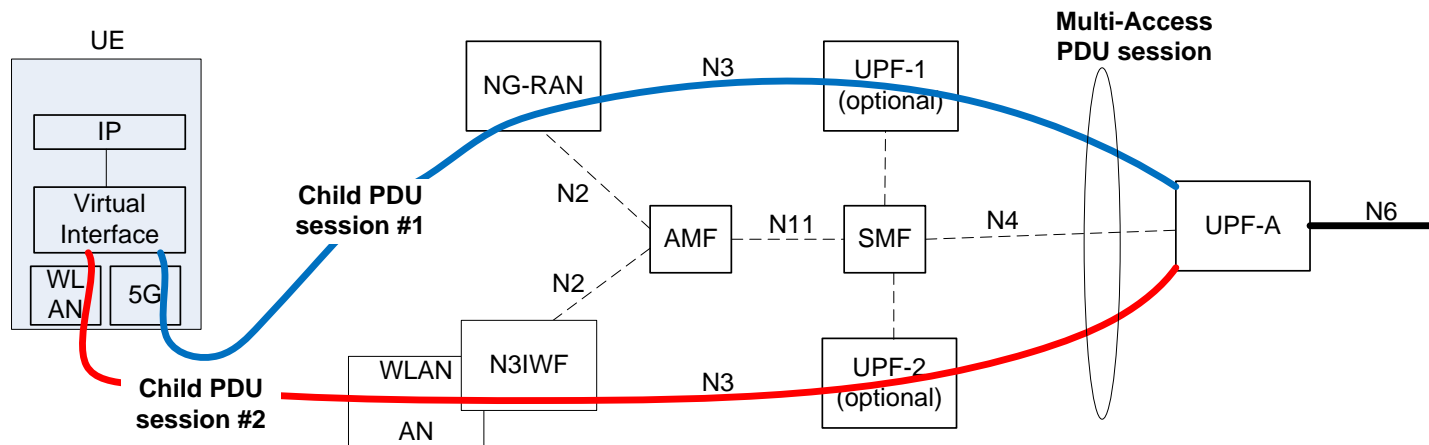 UE
IP
Virtual
Interface
WL
AN
5G
Child PDU
session #1
Child PDU
session #2
NG-RAN
N3
UPF-1
(optional)
Multi-Access
PDU session
N2
AMF
N11
SMF
N4
UPF-A
N6
N2
N3IWF
WLAN
AN
N3
UPF-2
(optional)